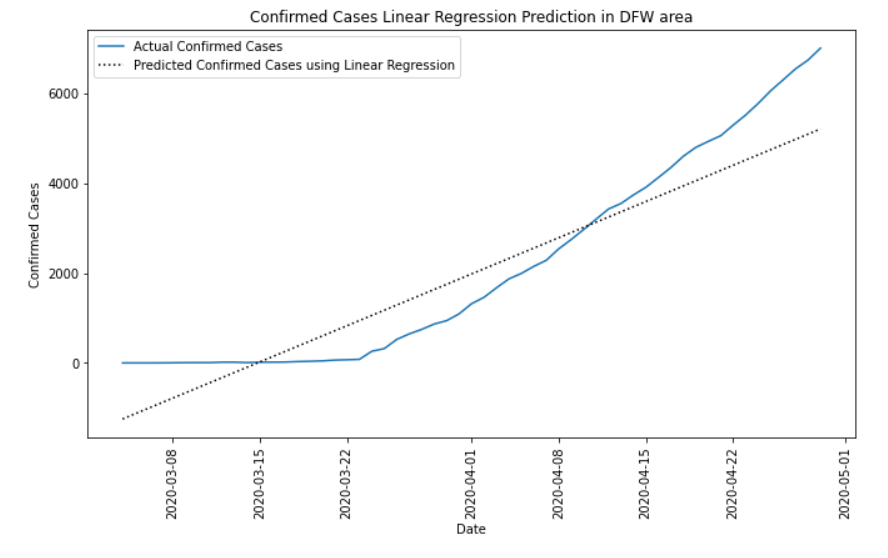 Confirmed Cases Linear Regression Prediction in DFW area
Actual Confirmed Cases
Predicted Confirmed Cases using Linear Regression
Confirmed Cases
6000
4000
2000
0
2020-03-08
2020-03-15
2020-03-22
2020-04-01
2020-04-08
2020-04-15
2020-04-22
2020-05-01
Date